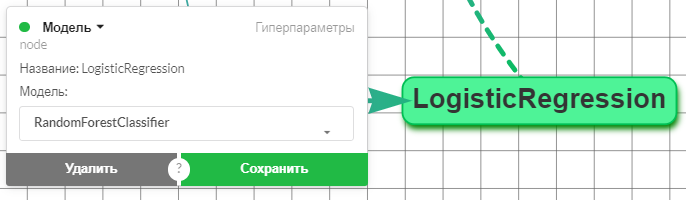 Модель
Гиперпараметры
node
Название: LogisticRegression
Модель:
RandomForestClassifier
Удалить
?
Сохранить
LogisticRegression